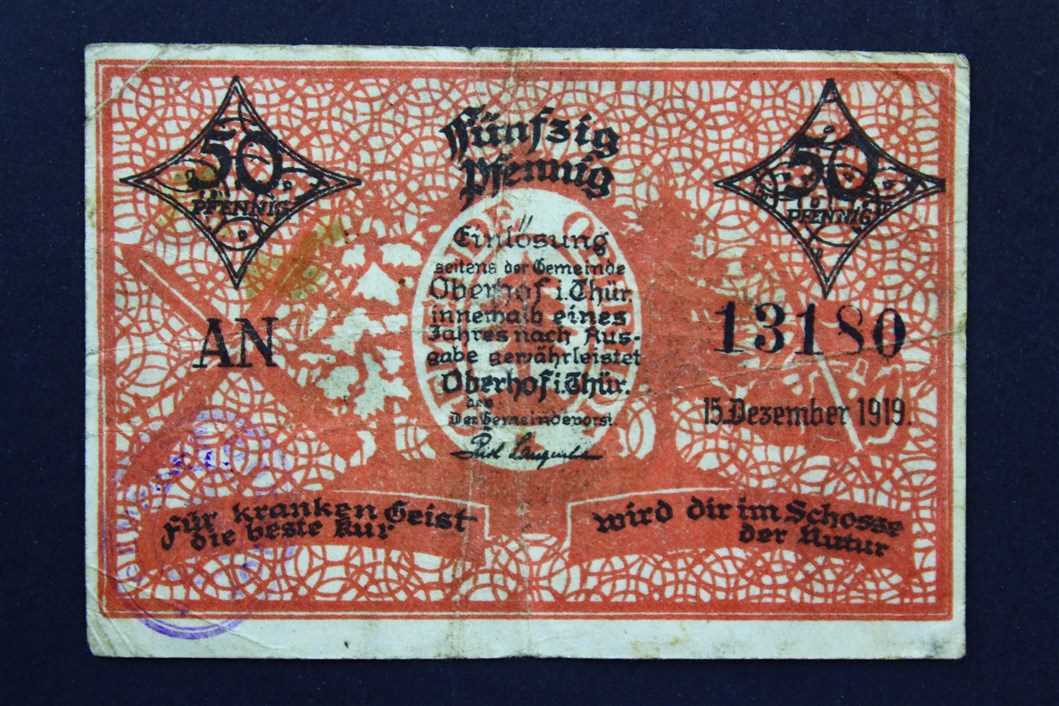 50
PFENNIG
Fünfzig
Pfennig
50
PFENNIG
Einlösung
seitens der Gemeinde
Oberhof i. Thür.
innerhalb eines
Jahres nach Aus-
gabe gewährleistet
Oberhof i. Thür.
Der Gemeindevorst.
AN
13180
15. Dezember 1919.
für kranken Geist
die beste Kur
wird dir im Schosse
der Natur